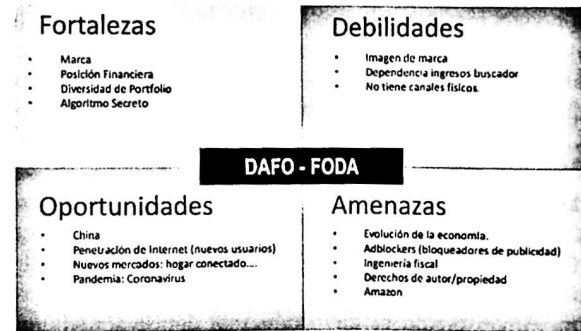 Fortalezas
• Marca
• Posición Financiera
• Diversidad de Portfolio
• Algoritmo Secreto
Debilidades
• Imagen de marca
• Dependencia ingresos buscador
• No tiene canales físicos.
DAFO - FODA
Oportunidades
• China
• Penetración de Internet (nuevos usuarios)
• Nuevos mercados: hogar conectado....
• Pandemia: Coronavirus
Amenazas
• Evolución de la economía.
• Adblockers (bloqueadores de publicidad)
• Ingeniería fiscal
• Derechos de autor/propiedad
• Amazon